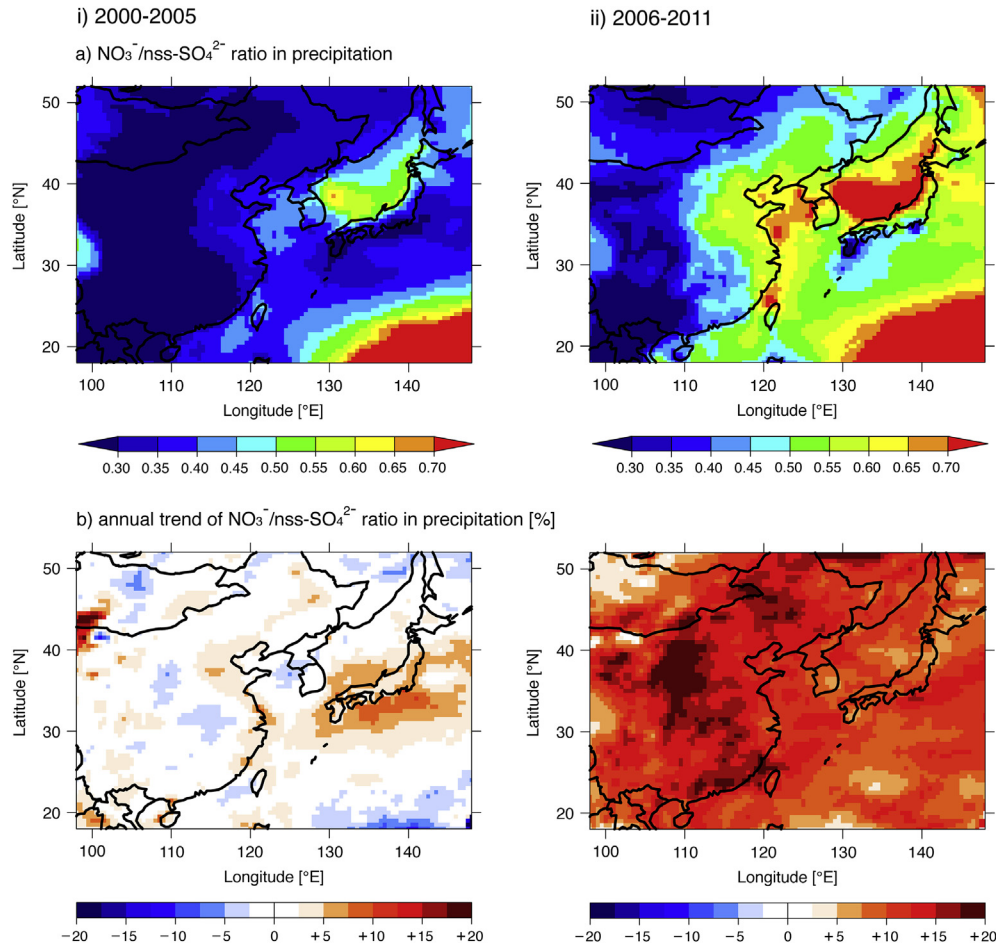 i) 2000-2005
ii) 2006-2011
a) NO₃⁻/nss-SO₄²⁻ ratio in precipitation
50
40
30
20
Latitude [°N]
100 110 120 130 140
Longitude [°E]
0.30 0.35 0.40 0.45 0.50 0.55 0.60 0.65 0.70
50
40
30
20
Latitude [°N]
100 110 120 130 140
Longitude [°E]
0.30 0.35 0.40 0.45 0.50 0.55 0.60 0.65 0.70
b) annual trend of NO₃⁻/nss-SO₄²⁻ ratio in precipitation [%]
50
40
30
20
Latitude [°N]
100 110 120 130 140
Longitude [°E]
−20 −15 −10 −5 0 +5 +10 +15 +20
50
40
30
20
Latitude [°N]
100 110 120 130 140
Longitude [°E]
−20 −15 −10 −5 0 +5 +10 +15 +20